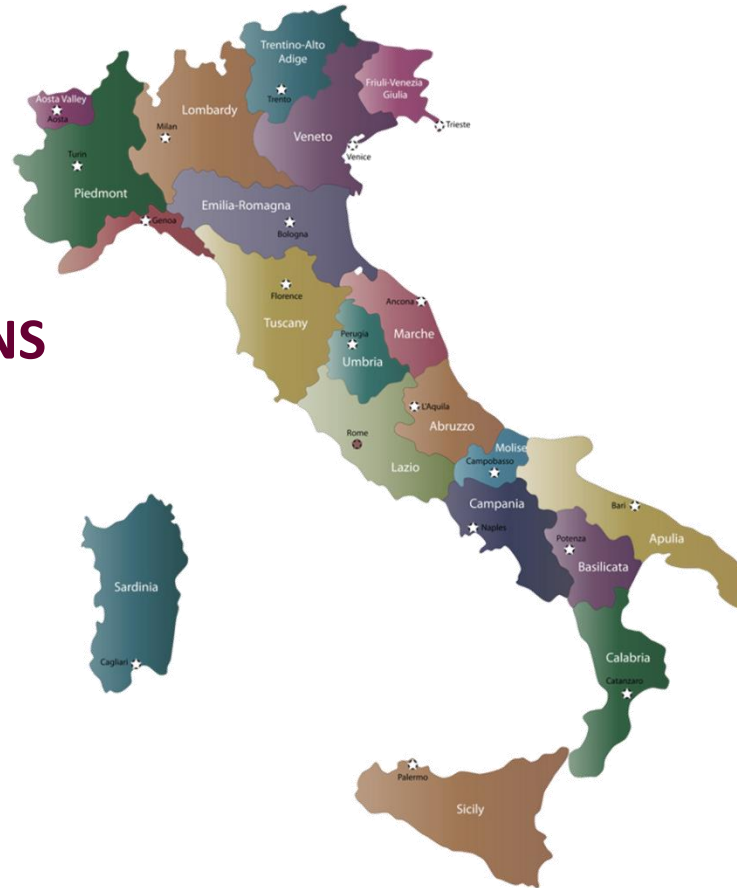 Trentino-Alto
Adige
Trento
Friuli-Venezia
Giulia
Trieste
Aosta Valley
Aosta
Lombardy
Milan
Veneto
Venice
Turin
Piedmont
Emilia-Romagna
Genoa
Bologna
Florence
Tuscany
Ancona
Marche
Perugia
Umbria
NS
L'Aquila
Abruzzo
Rome
Lazio
Molise
Campobasso
Campania
Naples
Bari
Apulia
Potenza
Basilicata
Sardinia
Cagliari
Calabria
Catanzaro
Palermo
Sicily